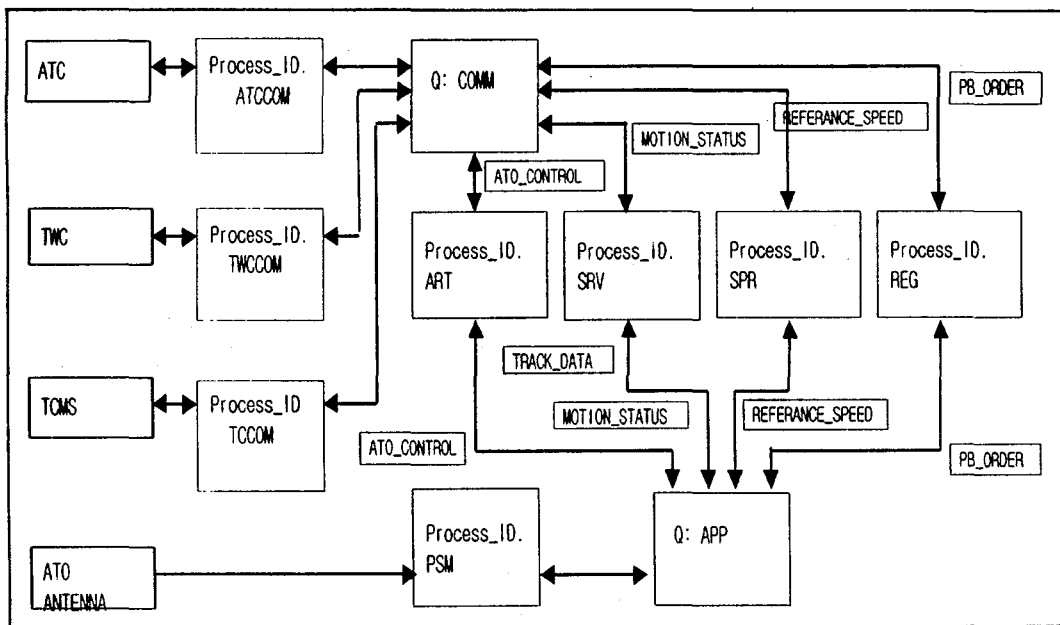 ATC
Process_ID.
ATCCOM
Q: COMM
PB_ORDER
REFERANCE_SPEED
MOTION_STATUS
ATO_CONTROL
TWC
Process_ID.
TWCCOM
Process_ID.
ART
Process_ID.
SRV
Process_ID.
SPR
Process_ID.
REG
TRACK_DATA
TCMS
Process_ID
TCCOM
MOTION_STATUS
REFERANCE_SPEED
ATO_CONTROL
PB_ORDER
Process_ID.
PSM
Q: APP
ATO
ANTENNA